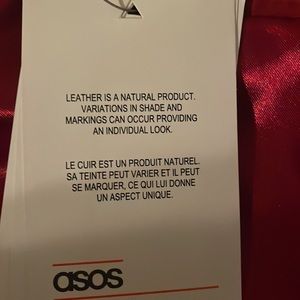 LEATHER IS A NATURAL PRODUCT.
VARIATIONS IN SHADE AND
MARKINGS CAN OCCUR PROVIDING
AN INDIVIDUAL LOOK.
LE CUIR EST UN PRODUIT NATUREL.
SA TEINTE PEUT VARIER ET IL PEUT
SE MARQUER, CE QUI LUI DONNE
UN ASPECT UNIQUE.
asos